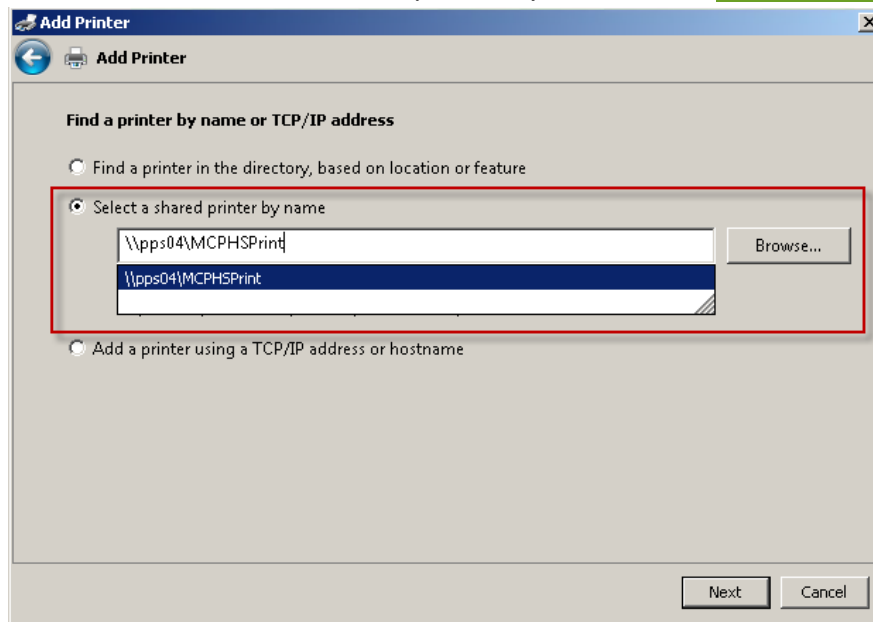 Add Printer
Add Printer
Find a printer by name or TCP/IP address
Find a printer in the directory, based on location or feature
Select a shared printer by name
\\pps04\MCPHSPrint
Browse...
\\pps04\MCPHSPrint
Add a printer using a TCP/IP address or hostname
Next
Cancel